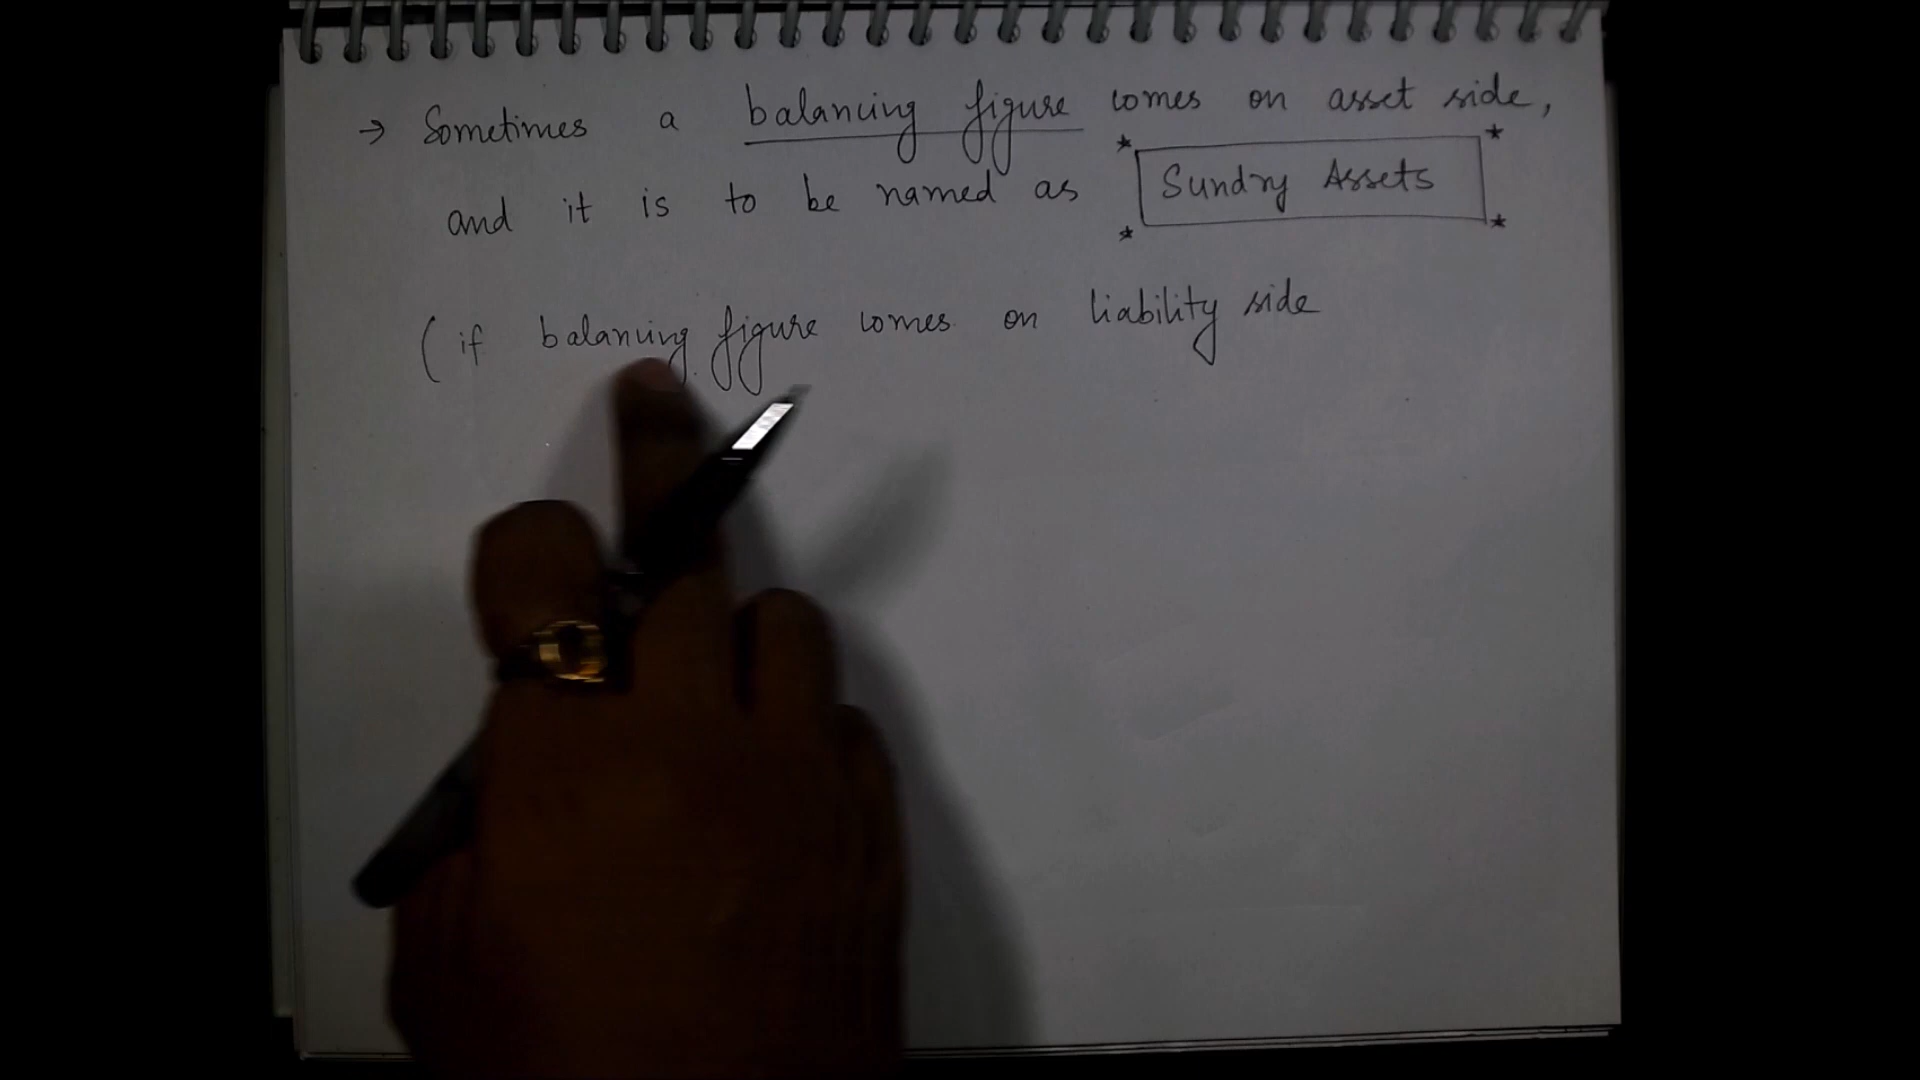 → Sometimes a balancing figure comes on asset side,
and it is to be named as Sundry Assets
(if balancing figure comes on liability side